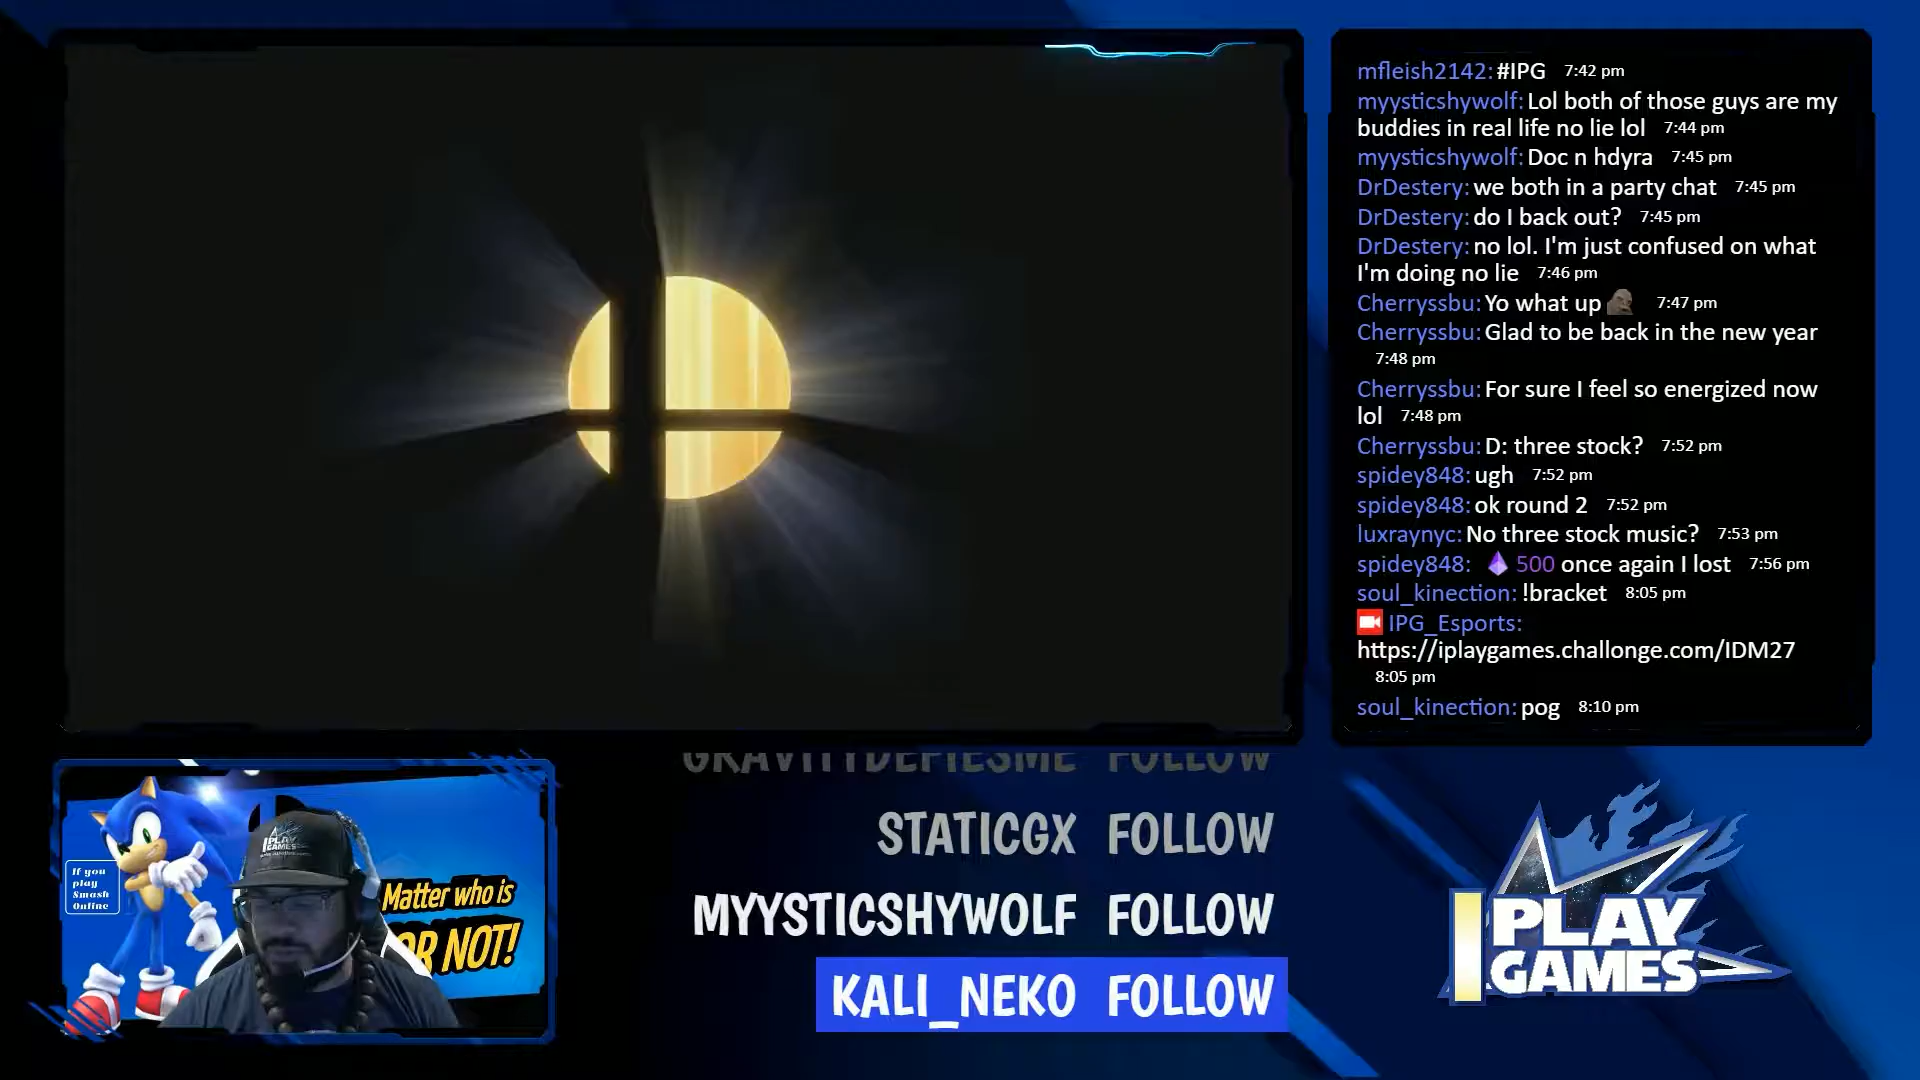 mfleish2142: #IPG 7:42 pm
myysticshywolf: Lol both of those guys are my
buddies in real life no lie lol 7:44 pm
myysticshywolf: Doc n hdyra 7:45 pm
DrDestery: we both in a party chat 7:45 pm
DrDestery: do I back out? 7:45 pm
DrDestery: no lol. I'm just confused on what
I'm doing no lie 7:46 pm
Cherryssbu: Yo what up 7:47 pm
Cherryssbu: Glad to be back in the new year
7:48 pm
Cherryssbu: For sure I feel so energized now
lol 7:48 pm
Cherryssbu: D: three stock? 7:52 pm
spidey848: ugh 7:52 pm
spidey848: ok round 2 7:52 pm
luxraynyc: No three stock music? 7:53 pm
spidey848: 500 once again I lost 7:56 pm
soul_kinection: !bracket 8:05 pm
IPG_Esports:
https://iplaygames.challonge.com/IDM27
8:05 pm
soul_kinection: pog 8:10 pm
GRAVITYDEFIESME FOLLOW
STATICGX FOLLOW
MYYSTICSHYWOLF FOLLOW
KALI_NEKO FOLLOW
If you
play
Smash
Online
Matter who is
OR NOT!
I PLAY
GAMES
I PLAY
GAMES